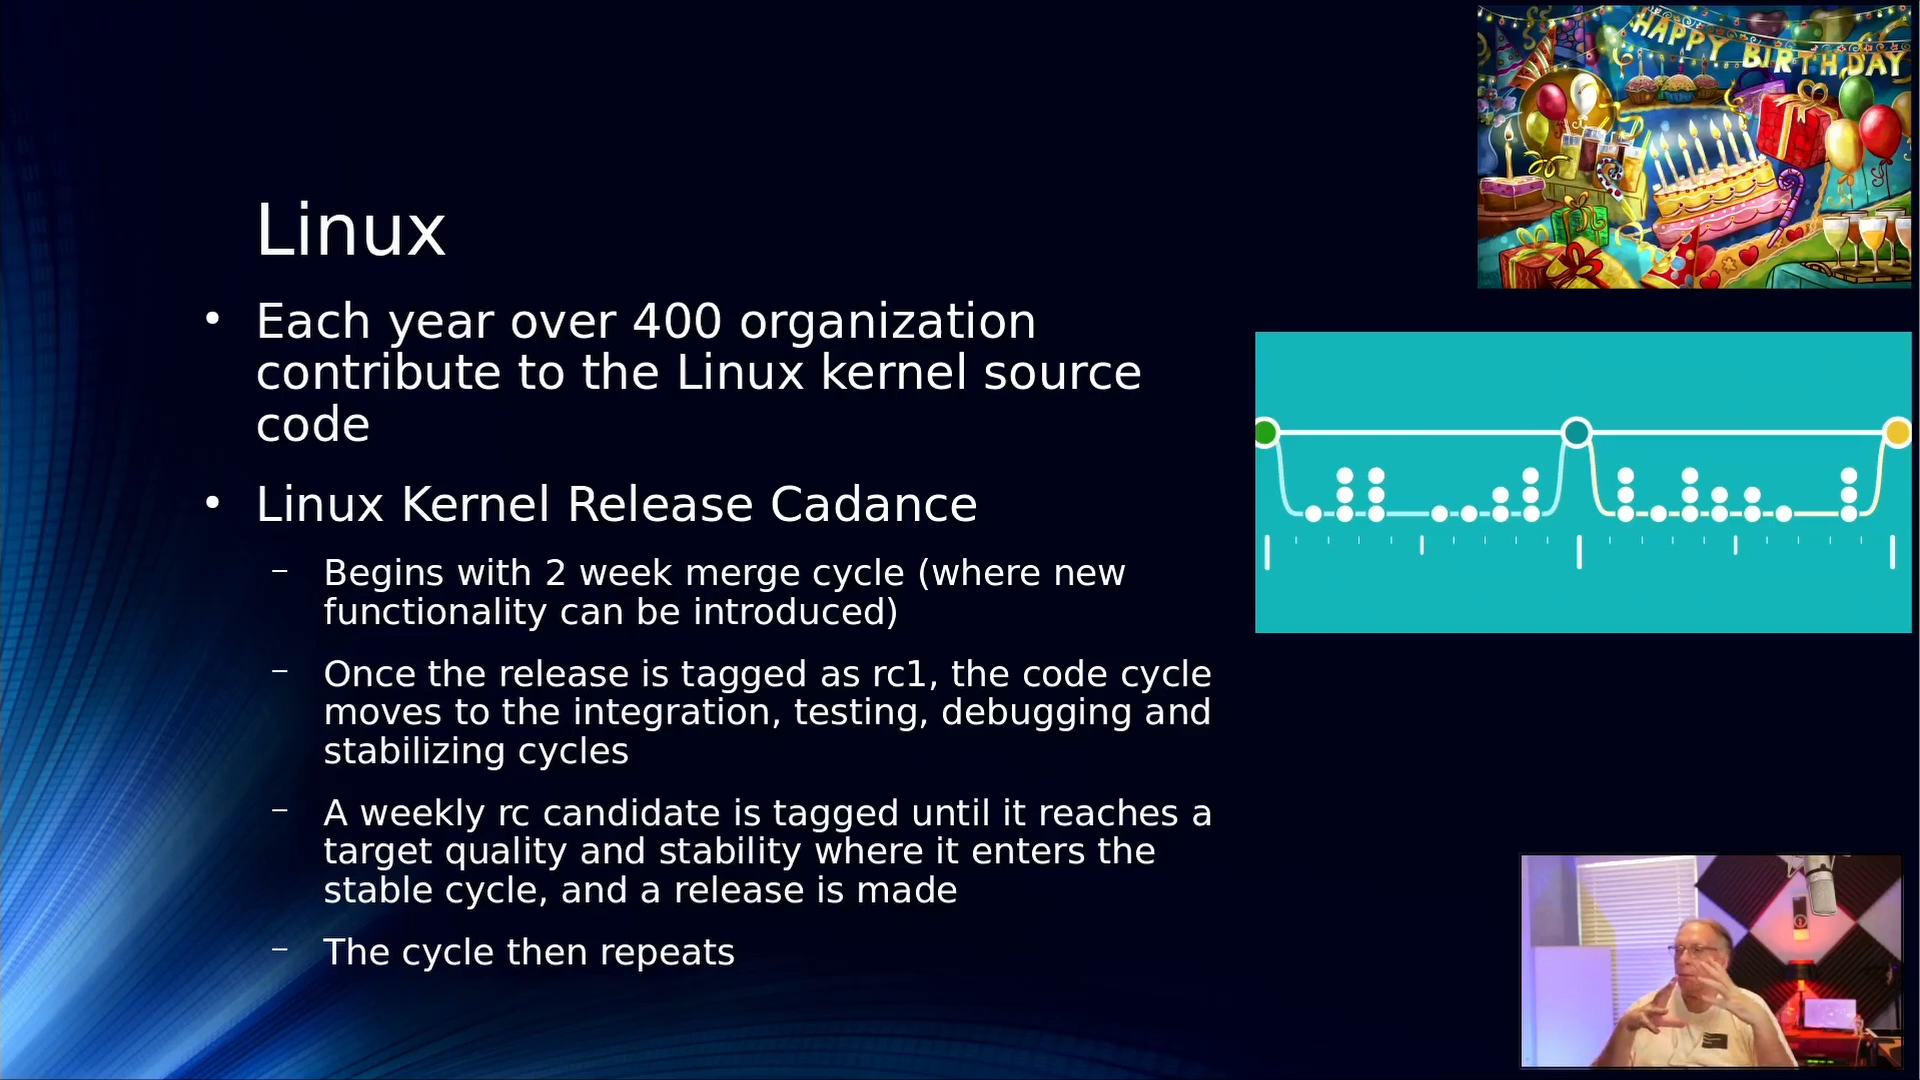 HAPPY BIRTHDAY
Linux
• Each year over 400 organization
contribute to the Linux kernel source
code
• Linux Kernel Release Cadance
– Begins with 2 week merge cycle (where new
functionality can be introduced)
– Once the release is tagged as rc1, the code cycle
moves to the integration, testing, debugging and
stabilizing cycles
– A weekly rc candidate is tagged until it reaches a
target quality and stability where it enters the
stable cycle, and a release is made
– The cycle then repeats